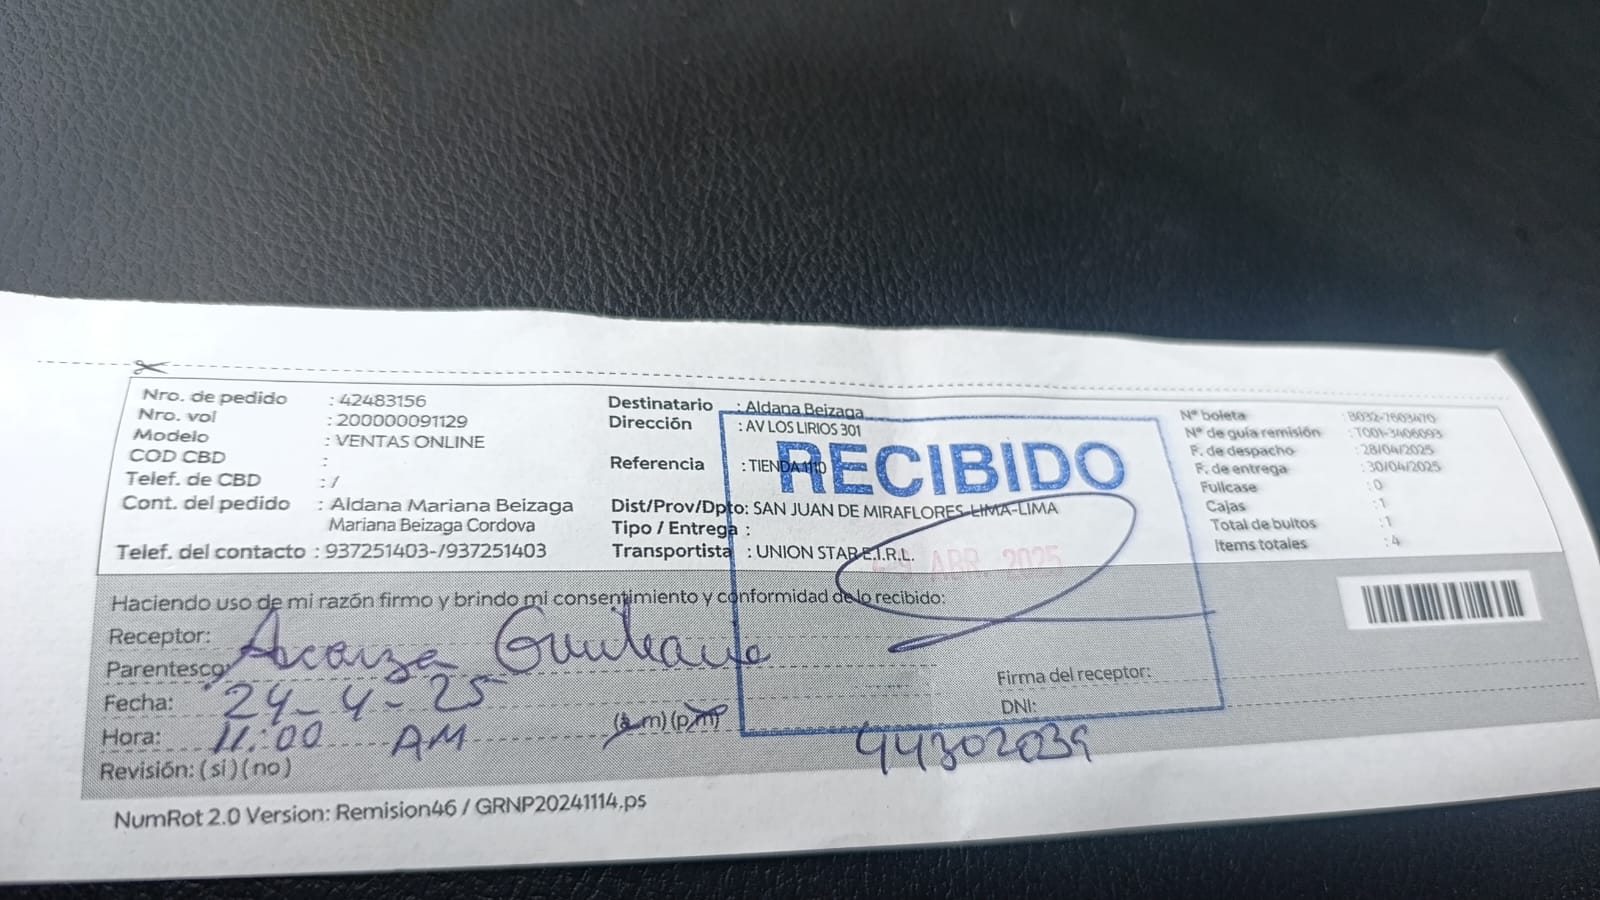 Nro. de pedido : 42483156
Nro. vol : 200000091129
Modelo : VENTAS ONLINE
COD CBD :
Telef. de CBD : /
Cont. del pedido : Aldana Mariana Beizaga
Mariana Beizaga Cordova
Telef. del contacto : 937251403-/937251403
Destinatario : Aldana Beizaga
Dirección : AV LOS LIRIOS 301
Referencia : TIENDA 1110
Dist/Prov/Dpto: SAN JUAN DE MIRAFLORES-LIMA-LIMA
Tipo / Entrega :
Transportista : UNION STAR E.I.R.L.
N° boleta : B032-7603470
N° de guía remisión : T001-3406093
F. de despacho : 28/04/2025
F. de entrega : 30/04/2025
Fullcase : 0
Cajas : 1
Total de bultos : 1
Items totales : 4
RECIBIDO
ABR. 2025
Haciendo uso de mi razón firmo y brindo mi consentimiento y conformidad de lo recibido:
Receptor: Ascarza
Parentesco:
Fecha: 24-4-25
Hora: 11:00 AM (a.m) (p.m)
Revisión: (si) (no)
Firma del receptor:
DNI:
44302039
NumRot 2.0 Version: Remision46 / GRNP20241114.ps